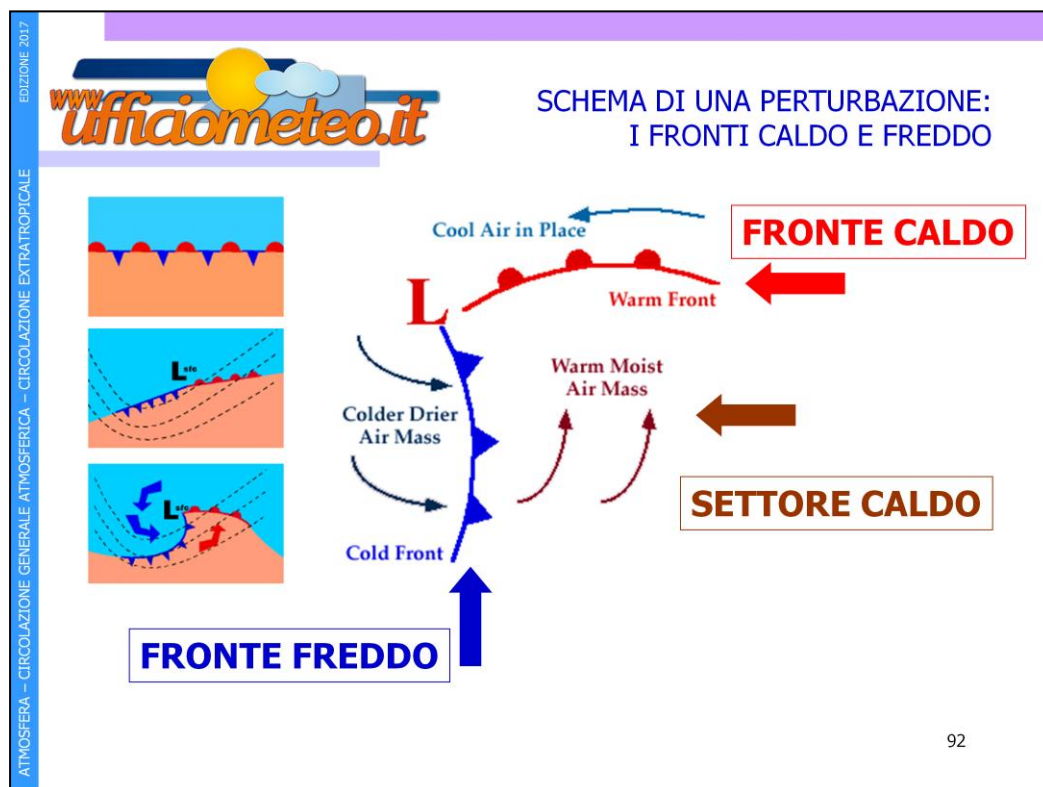 EDIZIONE 2017
ATMOSFERA – CIRCOLAZIONE GENERALE ATMOSFERICA – CIRCOLAZIONE EXTRATROPICALE
www
ufficiometeo.it
SCHEMA DI UNA PERTURBAZIONE:
I FRONTI CALDO E FREDDO
L sfc
L sfc
Cool Air in Place
FRONTE CALDO
L
Warm Front
Warm Moist
Air Mass
Colder Drier
Air Mass
SETTORE CALDO
Cold Front
FRONTE FREDDO
92